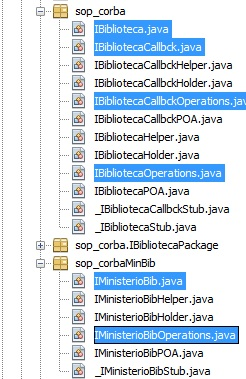 sop_corba
IBiblioteca.java
IBibliotecaCallbck.java
IBibliotecaCallbckHelper.java
IBibliotecaCallbckHolder.java
IBibliotecaCallbckOperations.java
IBibliotecaCallbckPOA.java
IBibliotecaHelper.java
IBibliotecaHolder.java
IBibliotecaOperations.java
IBibliotecaPOA.java
_IBibliotecaCallbckStub.java
_IBibliotecaStub.java
sop_corba.IBibliotecaPackage
sop_corbaMinBib
IMinisterioBib.java
IMinisterioBibHelper.java
IMinisterioBibHolder.java
IMinisterioBibOperations.java
IMinisterioBibPOA.java
_IMinisterioBibStub.java